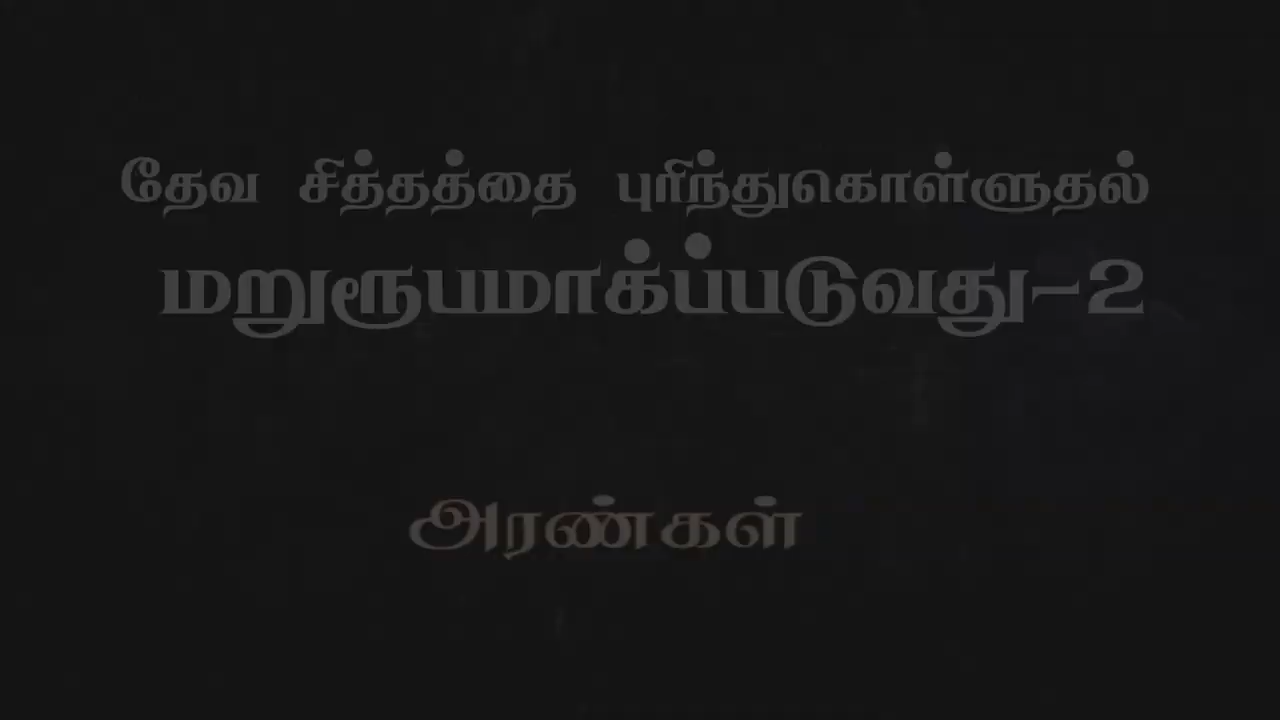 தேவ சித்தத்தை புரிந்துகொள்ளுதல்
மறுரூபமாக்ப்படுவது-2
அரண்கள்